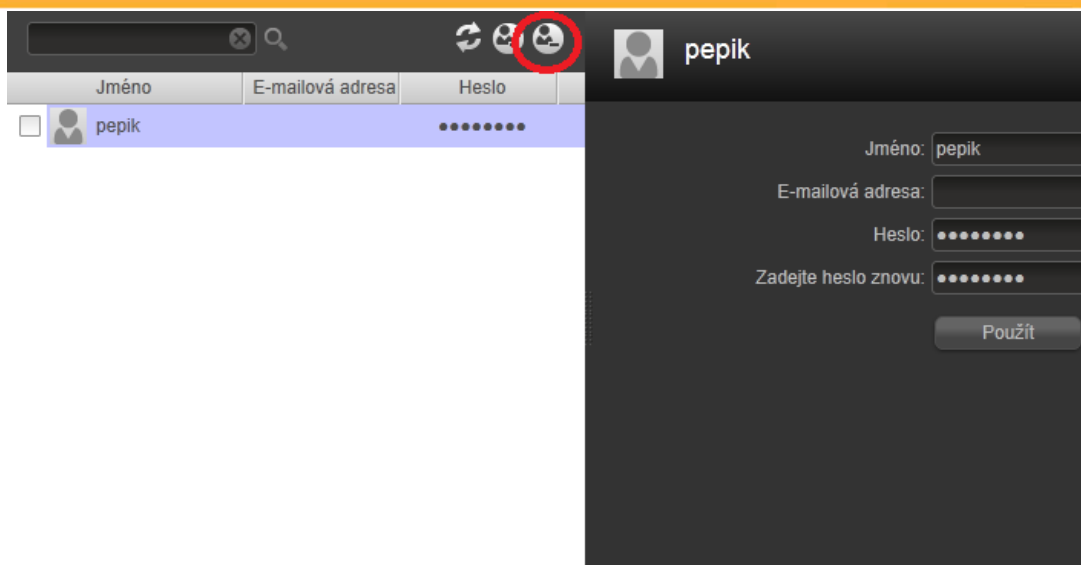 pepik
Jméno E-mailová adresa Heslo
pepik ••••••••
Jméno: pepik
E-mailová adresa:
Heslo: ••••••••
Zadejte heslo znovu: ••••••••
Použít